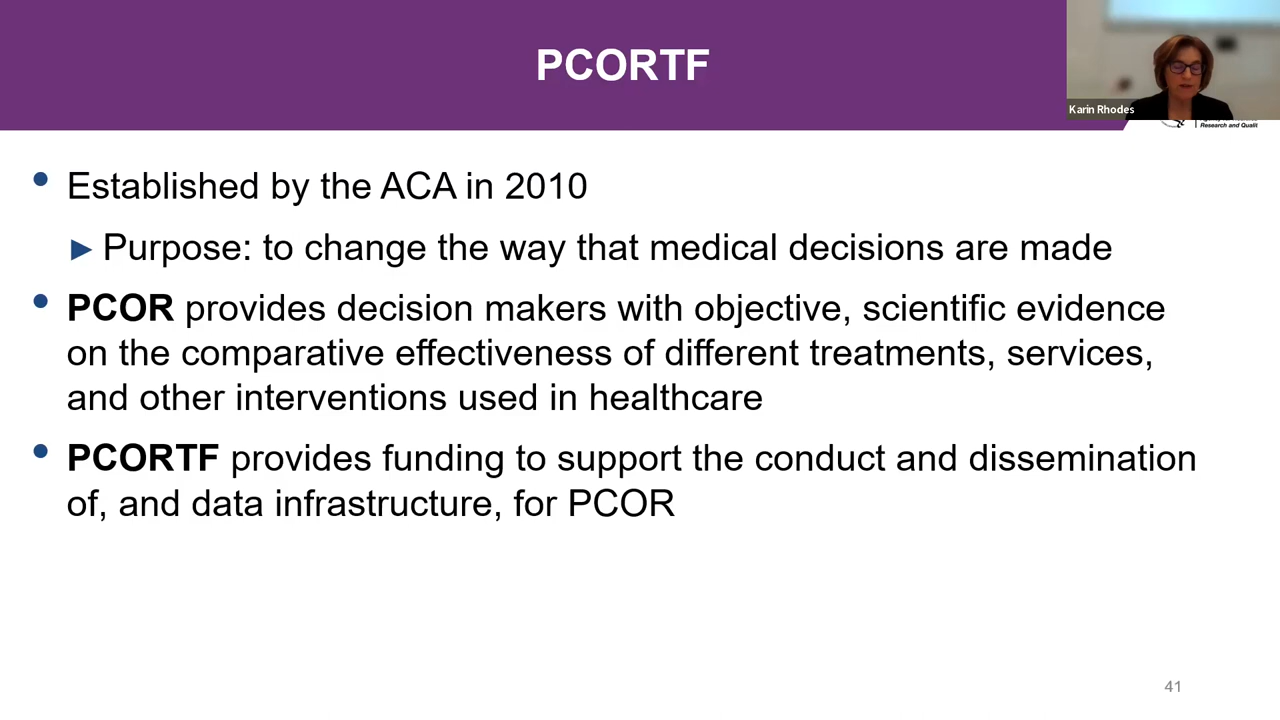 PCORTF
Karin Rhodes
Research and Qualit
• Established by the ACA in 2010
► Purpose: to change the way that medical decisions are made
• PCOR provides decision makers with objective, scientific evidence
on the comparative effectiveness of different treatments, services,
and other interventions used in healthcare
• PCORTF provides funding to support the conduct and dissemination
of, and data infrastructure, for PCOR
41